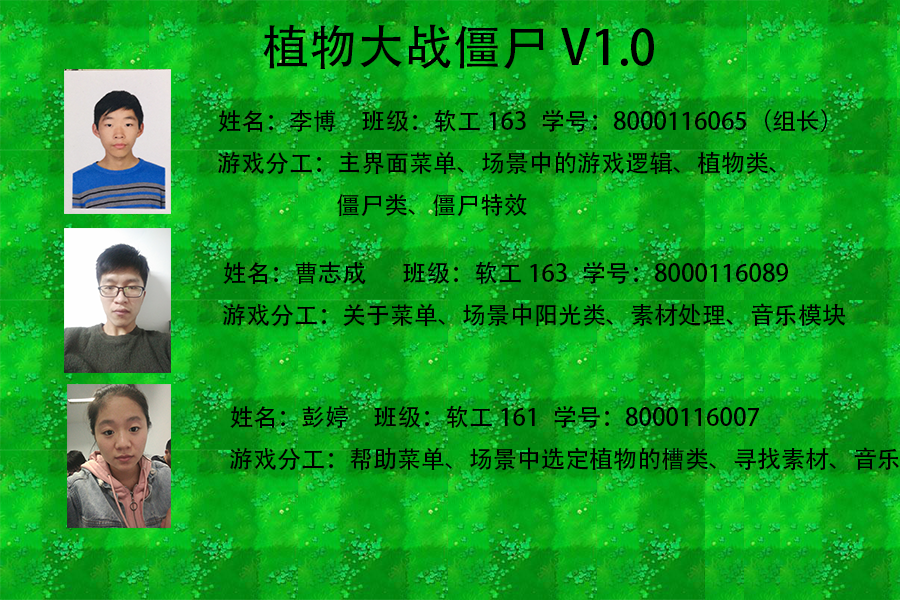 植物大战僵尸 V1.0
姓名：李博 班级：软工 163 学号：8000116065（组长）
游戏分工：主界面菜单、场景中的游戏逻辑、植物类、
僵尸类、僵尸特效
姓名：曹志成 班级：软工 163 学号：8000116089
游戏分工：关于菜单、场景中阳光类、素材处理、音乐模块
姓名：彭婷 班级：软工 161 学号：8000116007
游戏分工：帮助菜单、场景中选定植物的槽类、寻找素材、音乐